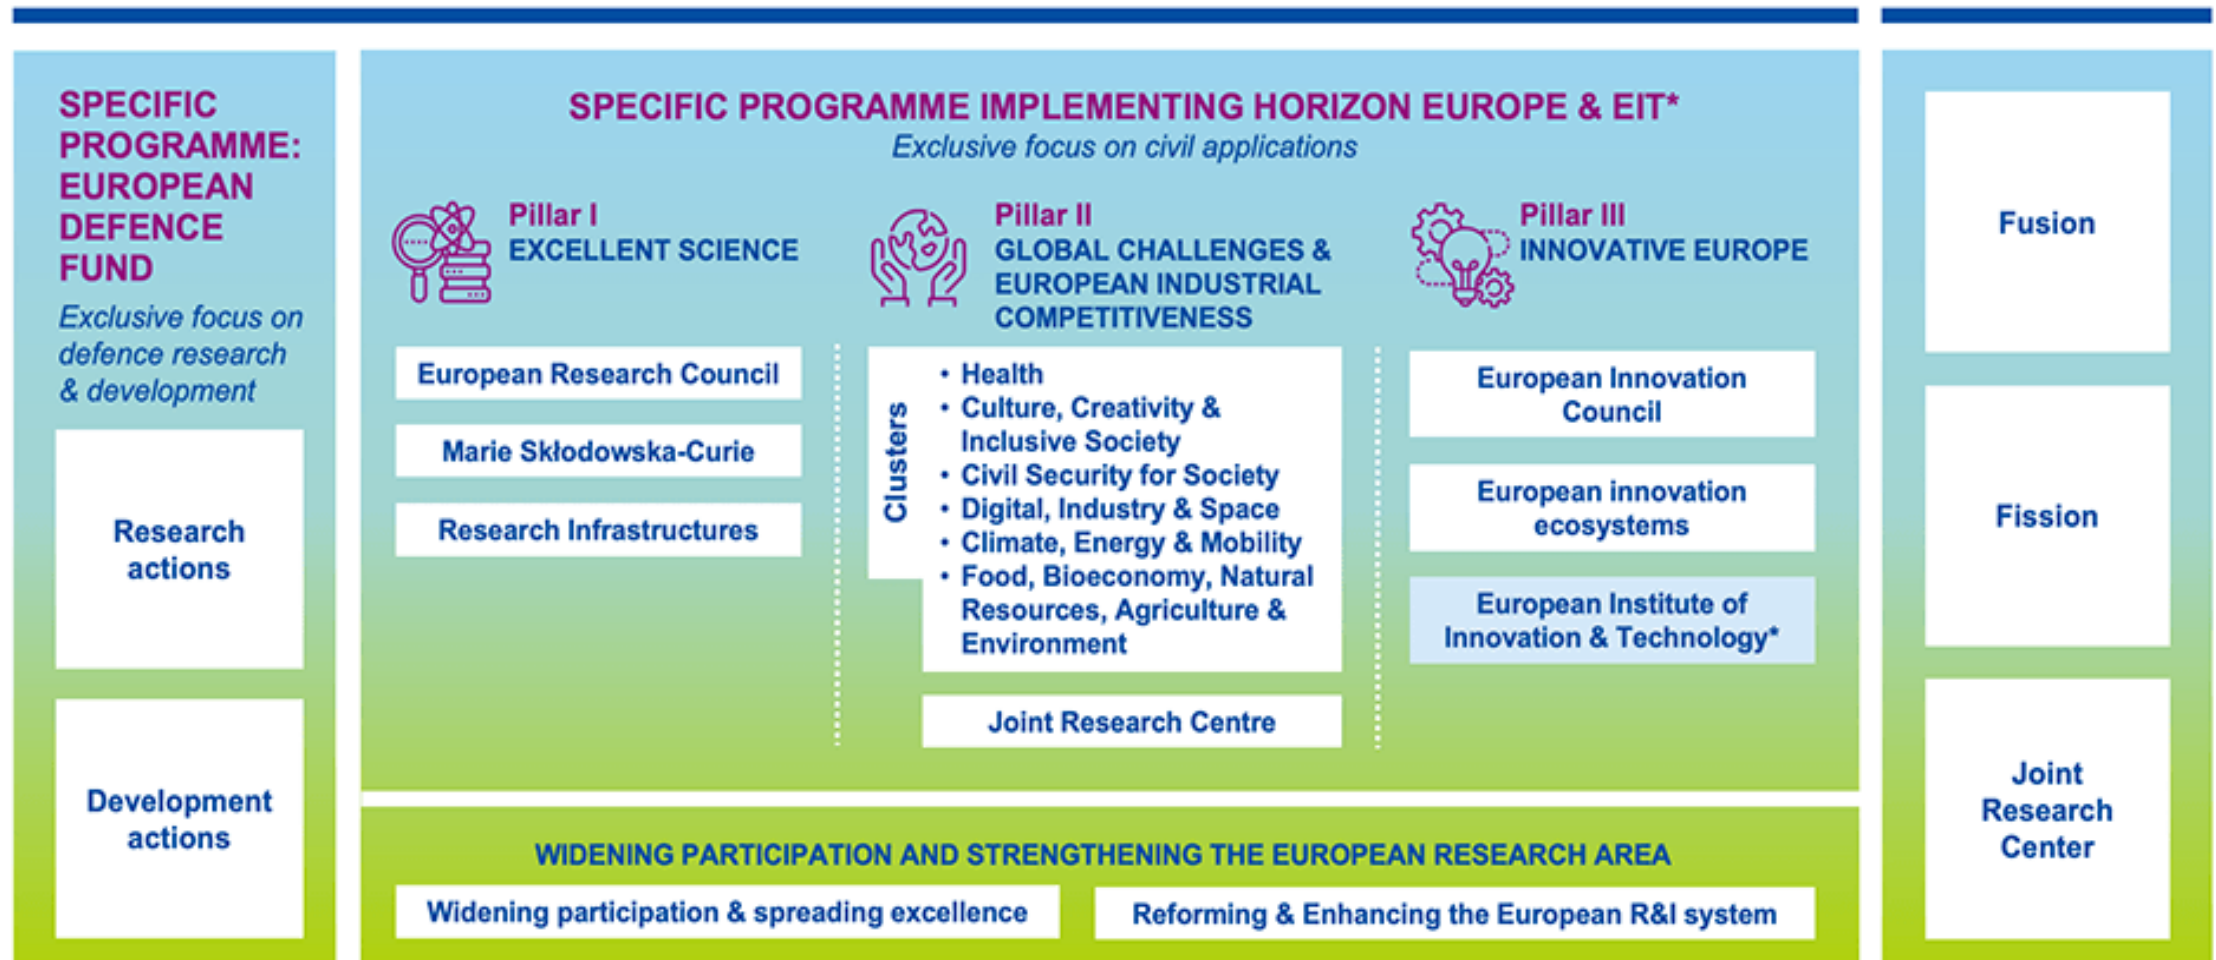 SPECIFIC
PROGRAMME:
EUROPEAN
DEFENCE
FUND
Exclusive focus on
defence research
& development
Research
actions
Development
actions
SPECIFIC PROGRAMME IMPLEMENTING HORIZON EUROPE & EIT*
Exclusive focus on civil applications
Pillar I
EXCELLENT SCIENCE
European Research Council
Marie Skłodowska-Curie
Research Infrastructures
Pillar II
GLOBAL CHALLENGES &
EUROPEAN INDUSTRIAL
COMPETITIVENESS
Clusters
• Health
• Culture, Creativity &
Inclusive Society
• Civil Security for Society
• Digital, Industry & Space
• Climate, Energy & Mobility
• Food, Bioeconomy, Natural
Resources, Agriculture &
Environment
Joint Research Centre
Pillar III
INNOVATIVE EUROPE
European Innovation
Council
European innovation
ecosystems
European Institute of
Innovation & Technology*
WIDENING PARTICIPATION AND STRENGTHENING THE EUROPEAN RESEARCH AREA
Widening participation & spreading excellence
Reforming & Enhancing the European R&I system
Fusion
Fission
Joint
Research
Center